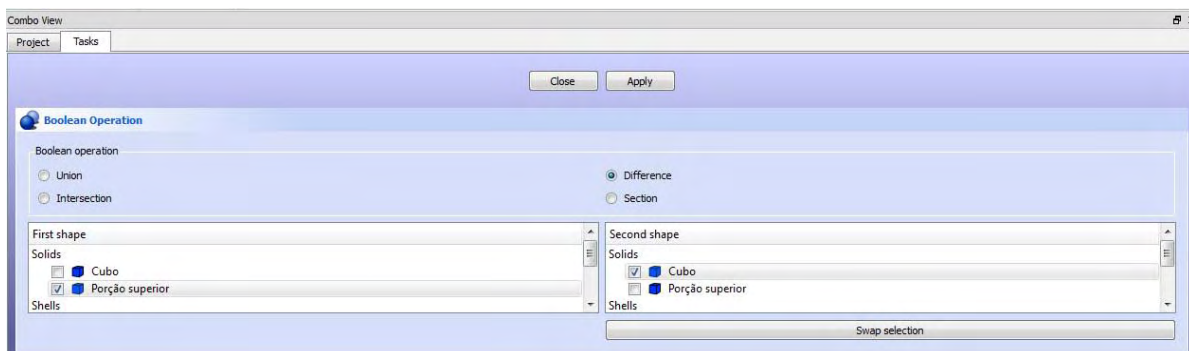 Combo View
Project Tasks
Close Apply
Boolean Operation
Boolean operation
Union Difference
Intersection Section
First shape Second shape
Solids Solids
Cubo Cubo
Porção superior Porção superior
Shells Shells
Swap selection